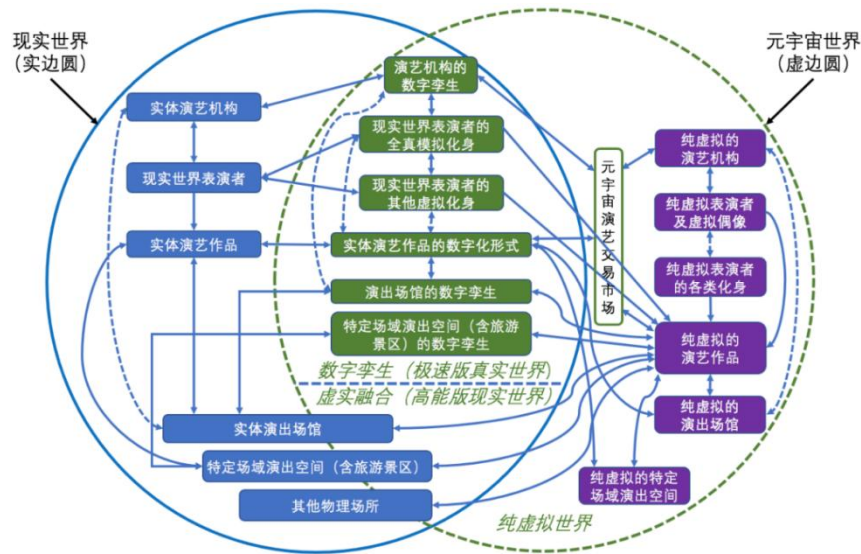 现实世界
（实边圆）
元宇宙世界
（虚边圆）
演艺机构的
数字孪生
实体演艺机构
现实世界表演者的
全真模拟化身
现实世界表演者
现实世界表演者的
其他虚拟化身
实体演艺作品
实体演艺作品的数字化形式
演出场馆的数字孪生
特定场域演出空间（含旅游
景区）的数字孪生
数字孪生（极速版真实世界）
虚实融合（高能版现实世界）
实体演出场馆
特定场域演出空间（含旅游景区）
其他物理场所
元宇宙演艺交易市场
纯虚拟的
演艺机构
纯虚拟表演者
及虚拟偶像
纯虚拟表演者
的各类化身
纯虚拟的
演艺作品
纯虚拟的
演出场馆
纯虚拟的特定
场域演出空间
纯虚拟世界